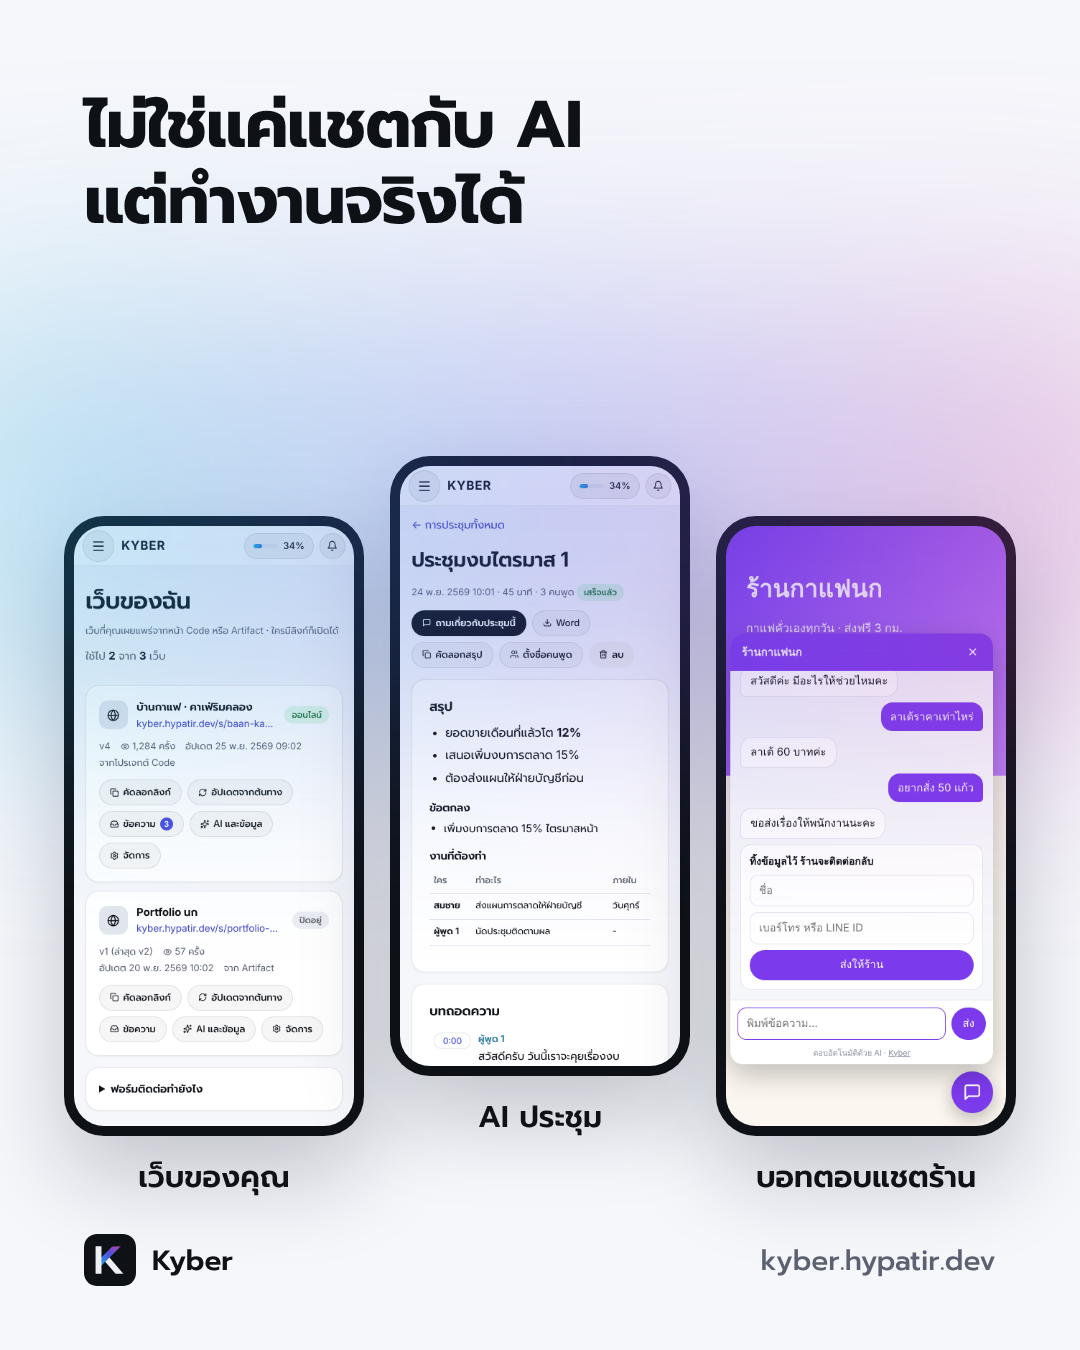 ไม่ใช่แค่แชตกับ AI
แต่ทำงานจริงได้
KYBER
34%
เว็บของฉัน
เว็บที่คุณเผยแพร่จากหน้า Code หรือ Artifact · ใครมีลิงก์ก็เปิดได้
ใช้ไป 2 จาก 3 เว็บ
บ้านกาแฟ · คาเฟ่ริมคลอง
kyber.hypatir.dev/s/baan-ka...
ออนไลน์
v4 1,284 ครั้ง อัปเดต 25 พ.ย. 2569 09:02
จากโปรเจกต์ Code
คัดลอกลิงก์
อัปเดตจากต้นทาง
ข้อความ 3
AI และข้อมูล
จัดการ
Portfolio นก
kyber.hypatir.dev/s/portfolio-...
ปิดอยู่
v1 (ล่าสุด v2) 57 ครั้ง
อัปเดต 20 พ.ย. 2569 10:02 จาก Artifact
คัดลอกลิงก์
อัปเดตจากต้นทาง
ข้อความ
AI และข้อมูล
จัดการ
▶ ฟอร์มติดต่อทำยังไง
เว็บของคุณ
KYBER
34%
← การประชุมทั้งหมด
ประชุมงบไตรมาส 1
24 พ.ย. 2569 10:01 · 45 นาที · 3 คนพูด เสร็จแล้ว
ถามเกี่ยวกับประชุมนี้
Word
คัดลอกสรุป
ตั้งชื่อคนพูด
ลบ
สรุป
• ยอดขายเดือนที่แล้วโต 12%
• เสนอเพิ่มงบการตลาด 15%
• ต้องส่งแผนให้ฝ่ายบัญชีก่อน
ข้อตกลง
• เพิ่มงบการตลาด 15% ไตรมาสหน้า
งานที่ต้องทำ
ใคร ทำอะไร ภายใน
สมชาย ส่งแผนการตลาดให้ฝ่ายบัญชี วันศุกร์
ผู้พูด 1 นัดประชุมติดตามผล -
บทถอดความ
0:00 ผู้พูด 1
สวัสดีครับ วันนี้เราจะคุยเรื่องงบ
AI ประชุม
ร้านกาแฟนก
กาแฟคั่วเองทุกวัน · ส่งฟรี 3 กม.
ร้านกาแฟนก
สวัสดีค่ะ มีอะไรให้ช่วยไหมคะ
ลาเต้ราคาเท่าไหร่
ลาเต้ 60 บาทค่ะ
อยากสั่ง 50 แก้ว
ขอส่งเรื่องให้พนักงานนะคะ
ทิ้งข้อมูลไว้ ร้านจะติดต่อกลับ
ชื่อ
เบอร์โทร หรือ LINE ID
ส่งให้ร้าน
พิมพ์ข้อความ...
ส่ง
ตอบอัตโนมัติด้วย AI · Kyber
บอทตอบแชตร้าน
Kyber
kyber.hypatir.dev